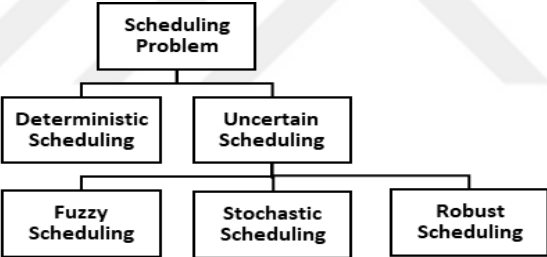 Scheduling
Problem
Deterministic
Scheduling
Uncertain
Scheduling
Fuzzy
Scheduling
Stochastic
Scheduling
Robust
Scheduling